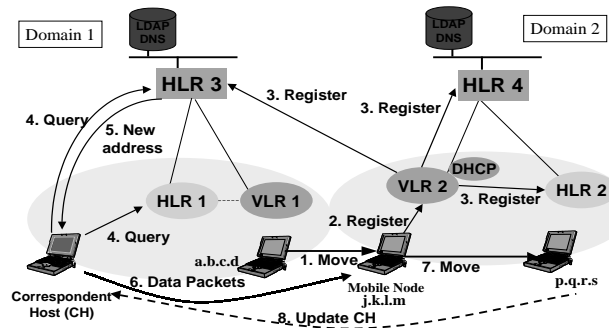 LDAP
DNS
LDAP
DNS
Domain 1
Domain 2
HLR 3
HLR 4
3. Register
3. Register
4. Query
5. New
address
DHCP
HLR 1
VLR 1
VLR 2
HLR 2
3. Register
2. Register
4. Query
a.b.c.d
1. Move
7. Move
p.q.r.s
6. Data Packets
Mobile Node
j.k.l.m
Correspondent
Host (CH)
8. Update CH